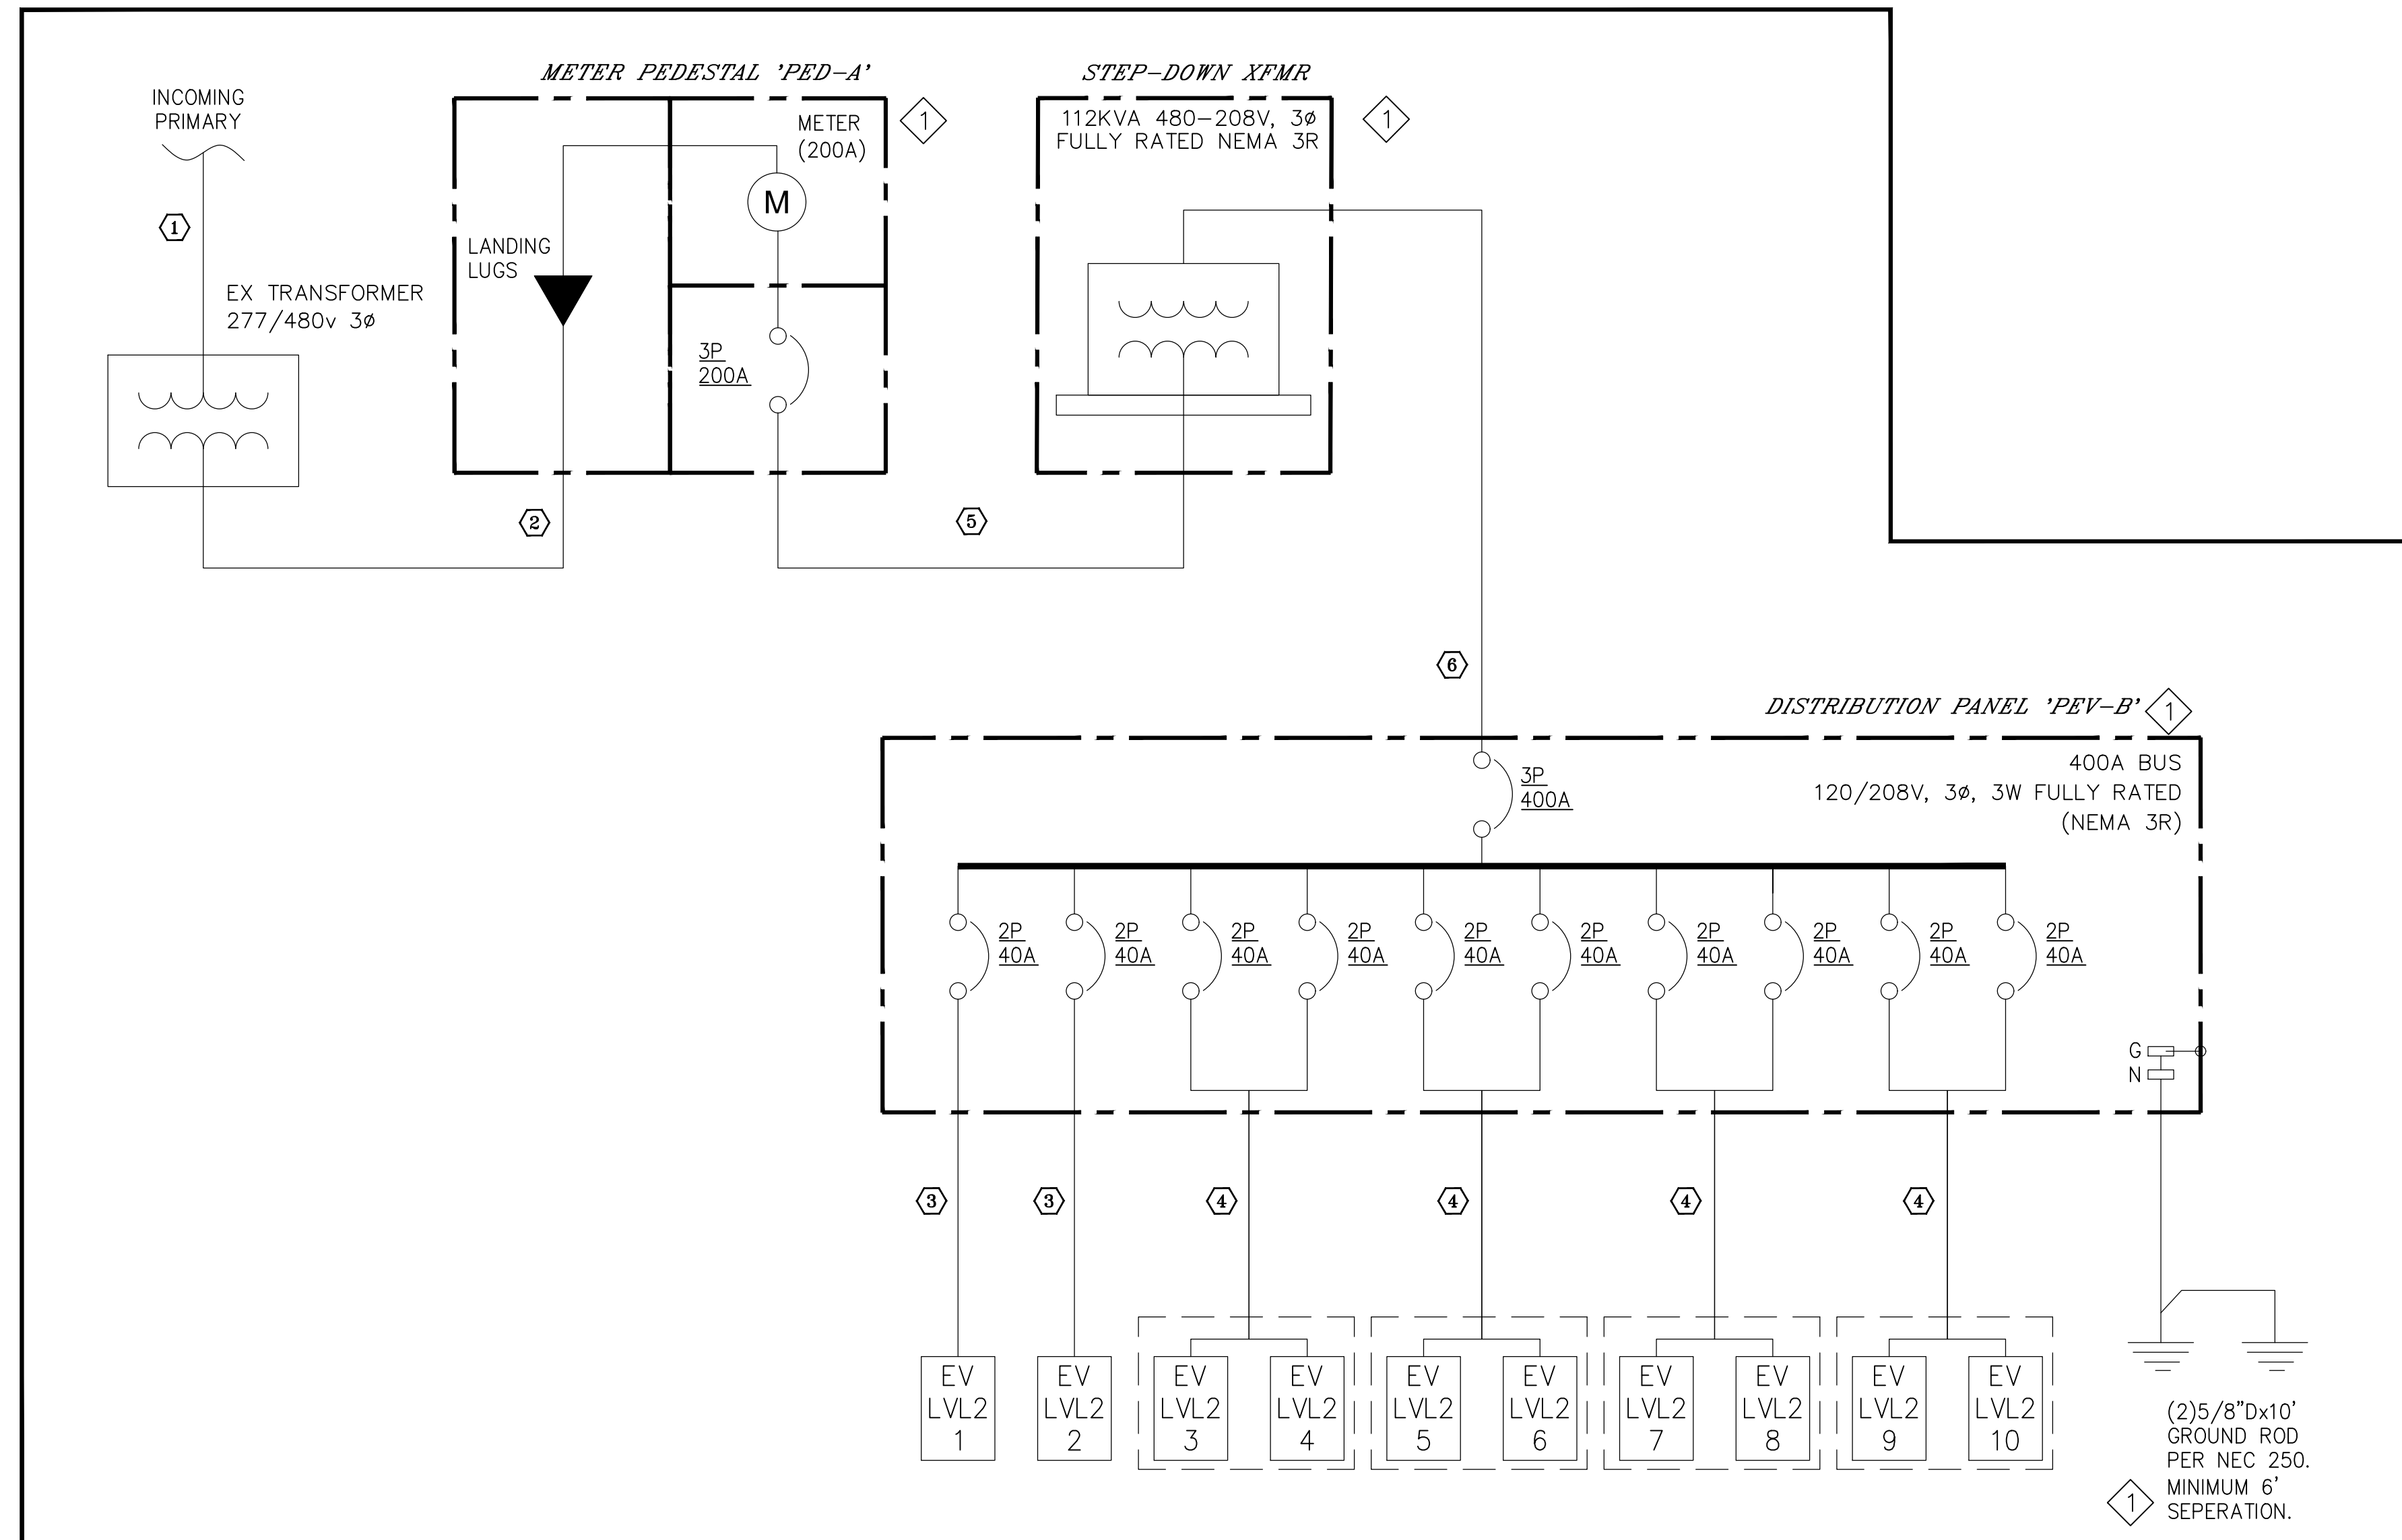 METER PEDESTAL 'PED-A'
STEP-DOWN XFMR
INCOMING
PRIMARY
METER
(200A)
1
112KVA 480-208V, 3ø
FULLY RATED NEMA 3R
1
M
1
LANDING
LUGS
EX TRANSFORMER
277/480v 3ø
3P
200A
2
5
6
DISTRIBUTION PANEL 'PEV-B'
1
400A BUS
120/208V, 3ø, 3W FULLY RATED
(NEMA 3R)
3P
400A
2P
40A
2P
40A
2P
40A
2P
40A
2P
40A
2P
40A
2P
40A
2P
40A
2P
40A
2P
40A
G
N
3
3
4
4
4
4
EV
LVL2
1
EV
LVL2
2
EV
LVL2
3
EV
LVL2
4
EV
LVL2
5
EV
LVL2
6
EV
LVL2
7
EV
LVL2
8
EV
LVL2
9
EV
LVL2
10
(2)5/8"Dx10'
GROUND ROD
PER NEC 250.
MINIMUM 6'
SEPERATION.
1